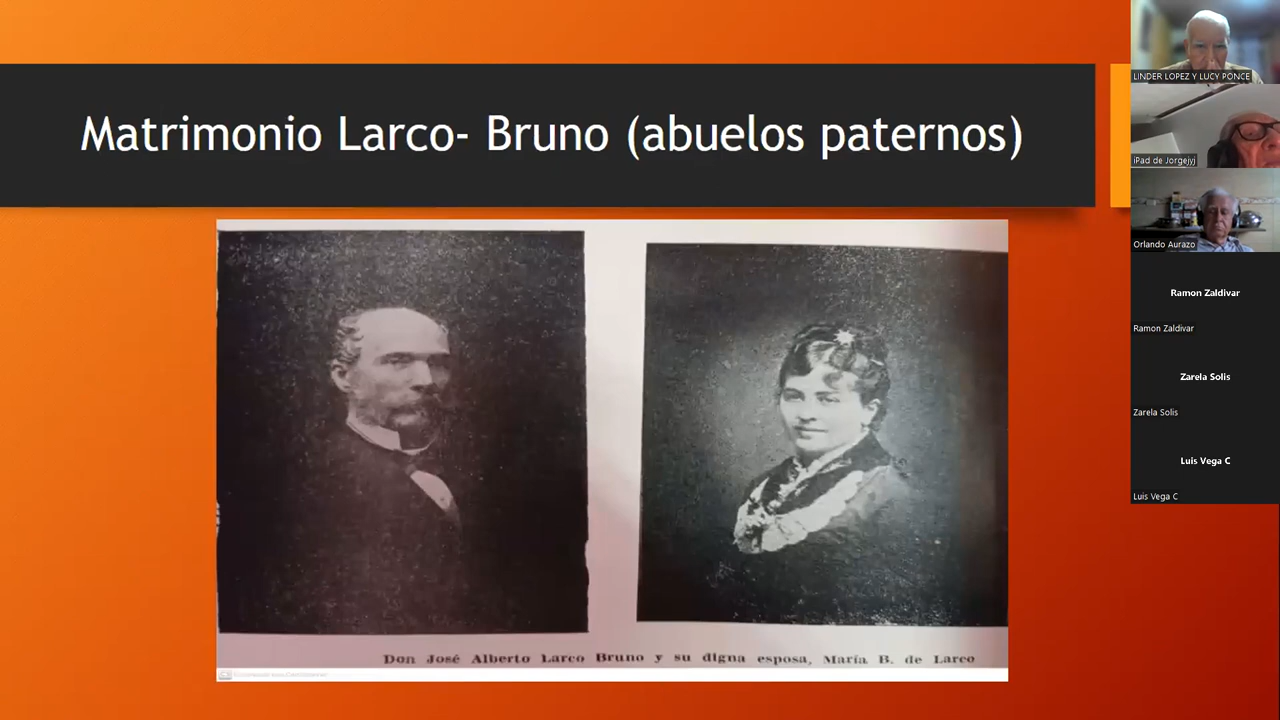 Matrimonio Larco- Bruno (abuelos paternos)
Don José Alberto Larco Bruno y su digna esposa, María B. de Larco
LINDER LOPEZ Y LUCY PONCE
iPad de Jorgejyj
Orlando Aurazo
Ramon Zaldivar
Ramon Zaldivar
Zarela Solis
Zarela Solis
Luis Vega C
Luis Vega C